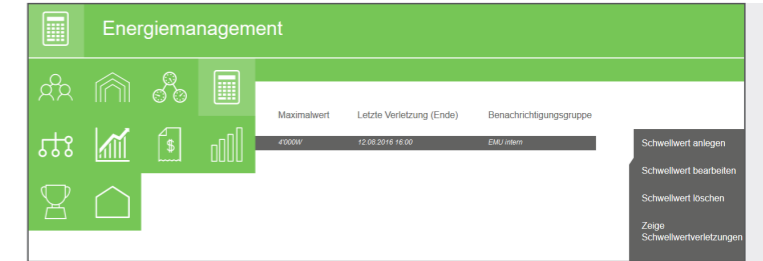 Energiemanagement
Maximalwert Letzte Verletzung (Ende) Benachrichtigungsgruppe
4'000W 12.08.2016 16:00 EMU intern
Schwellwert anlegen
Schwellwert bearbeiten
Schwellwert löschen
Zeige
Schwellwertverletzungen
$